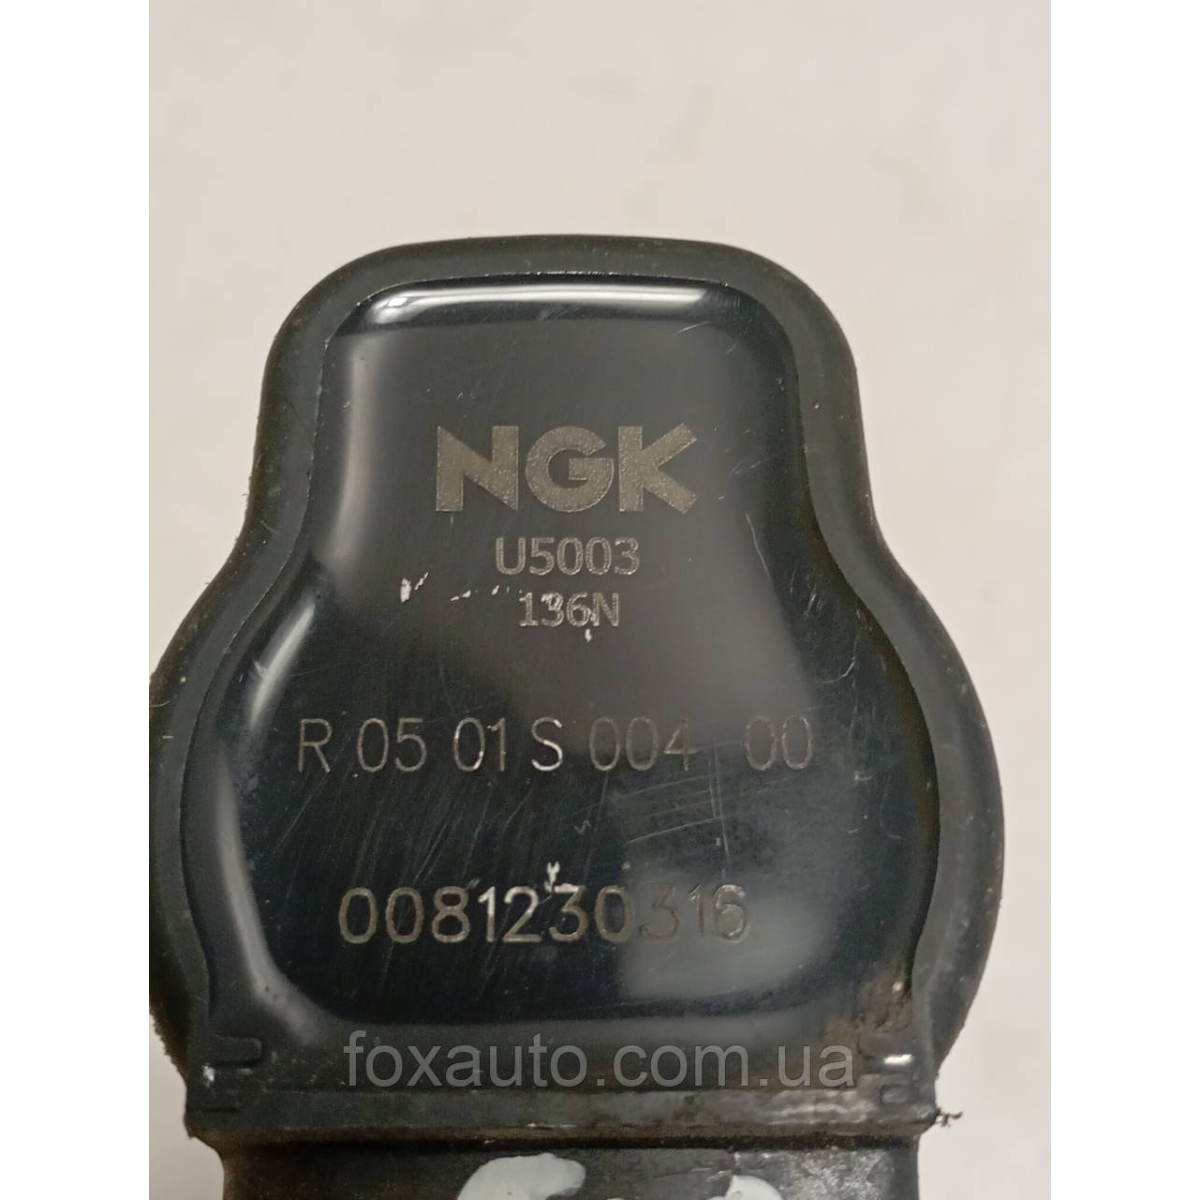 NGK
U5003
136N
R 05 01 S 004 00
0081230316
foxauto.com.ua